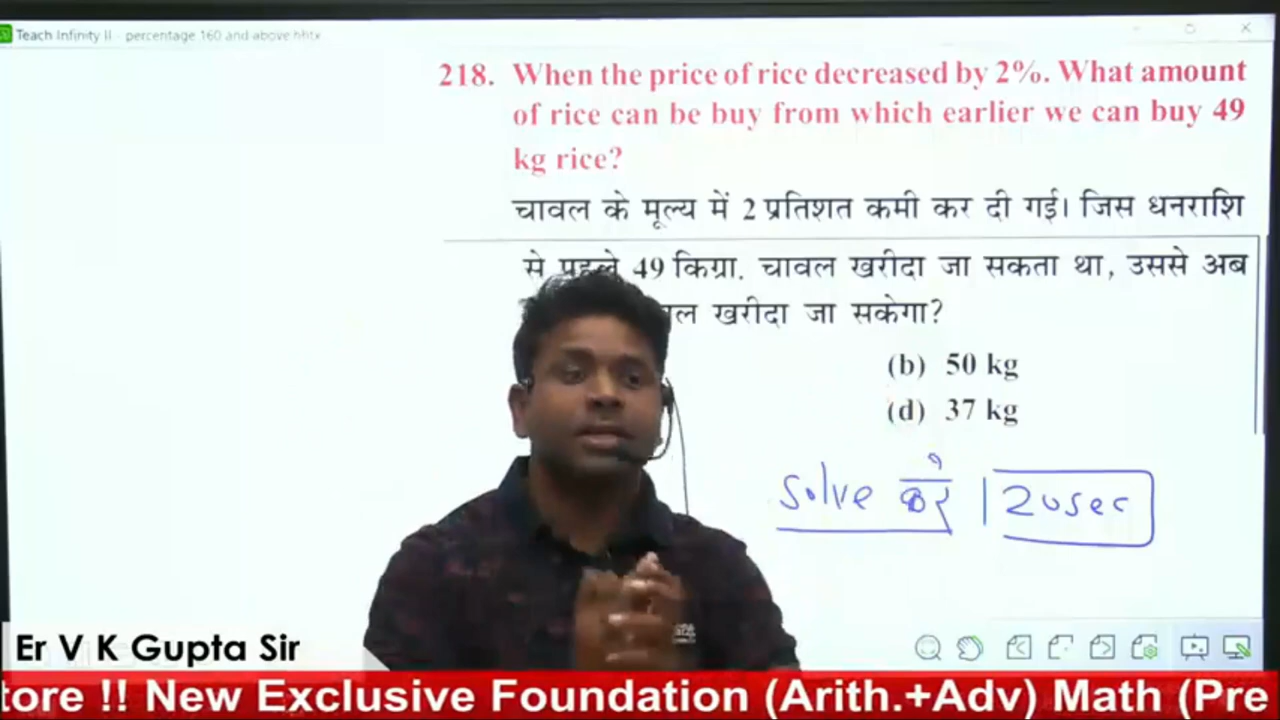 Teach Infinity II - percentage 160 and above hhtx
218. When the price of rice decreased by 2%. What amount
of rice can be buy from which earlier we can buy 49
kg rice?
चावल के मूल्य में 2 प्रतिशत कमी कर दी गई। जिस धनराशि
से पहले 49 किग्रा. चावल खरीदा जा सकता था, उससे अब
खरीदा जा सकेगा?
(b) 50 kg
(d) 37 kg
Solve करें | 20sec
Er V K Gupta Sir
tore !! New Exclusive Foundation (Arith.+Adv) Math (Pre